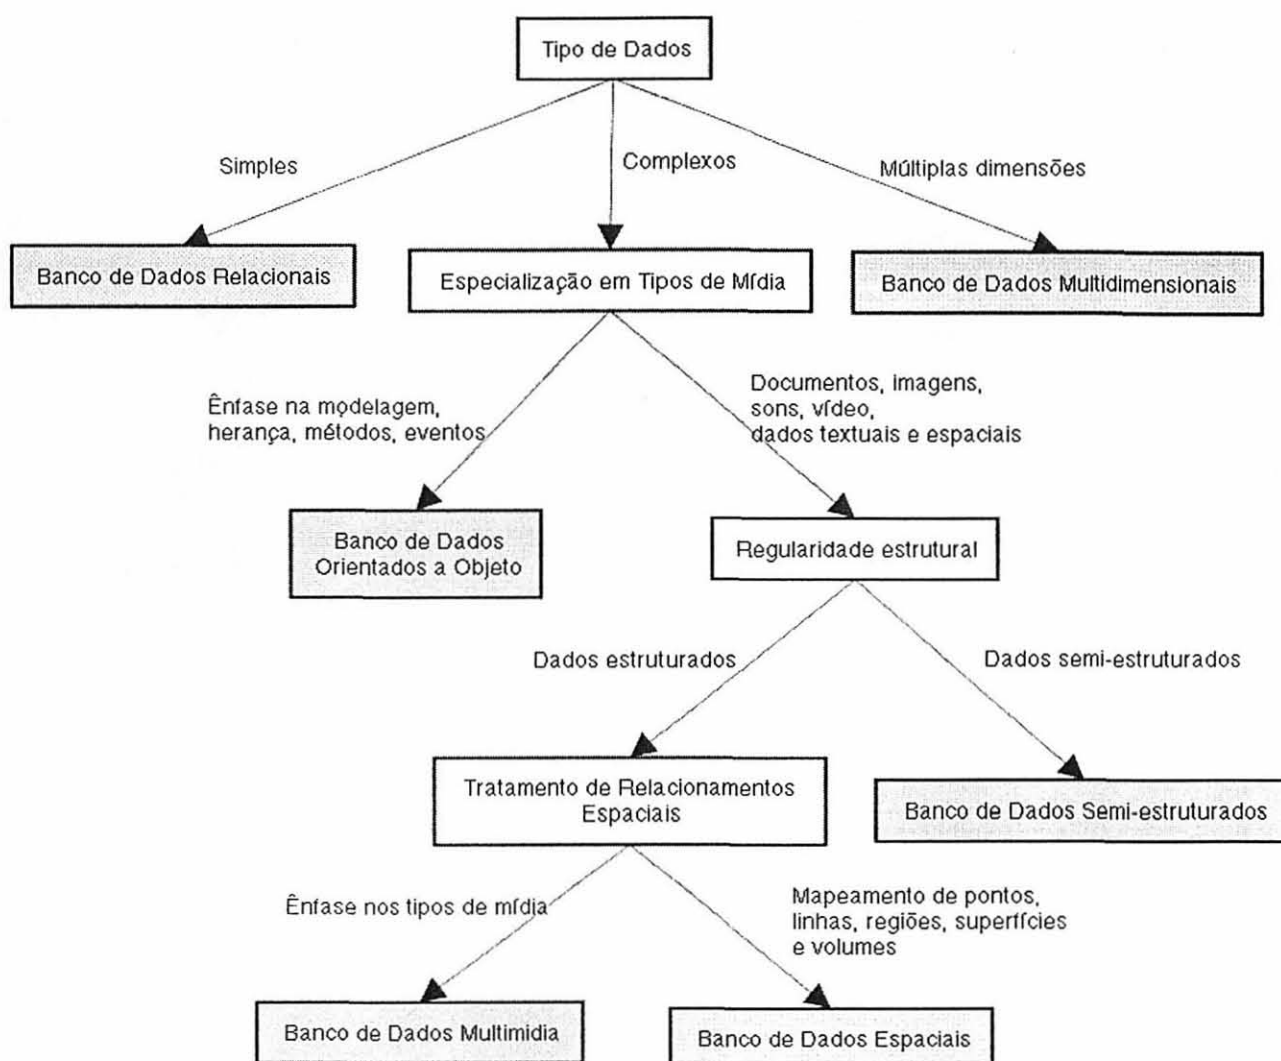 Tipo de Dados
Simples
Complexos
Múltiplas dimensões
Banco de Dados Relacionais
Especialização em Tipos de Mídia
Banco de Dados Multidimensionais
Ênfase na modelagem,
herança, métodos, eventos
Documentos, imagens,
sons, vídeo,
dados textuais e espaciais
Banco de Dados
Orientados a Objeto
Regularidade estrutural
Dados estruturados
Dados semi-estruturados
Tratamento de Relacionamentos
Espaciais
Banco de Dados Semi-estruturados
Ênfase nos tipos de mídia
Mapeamento de pontos,
linhas, regiões, superfícies
e volumes
Banco de Dados Multimidia
Banco de Dados Espaciais